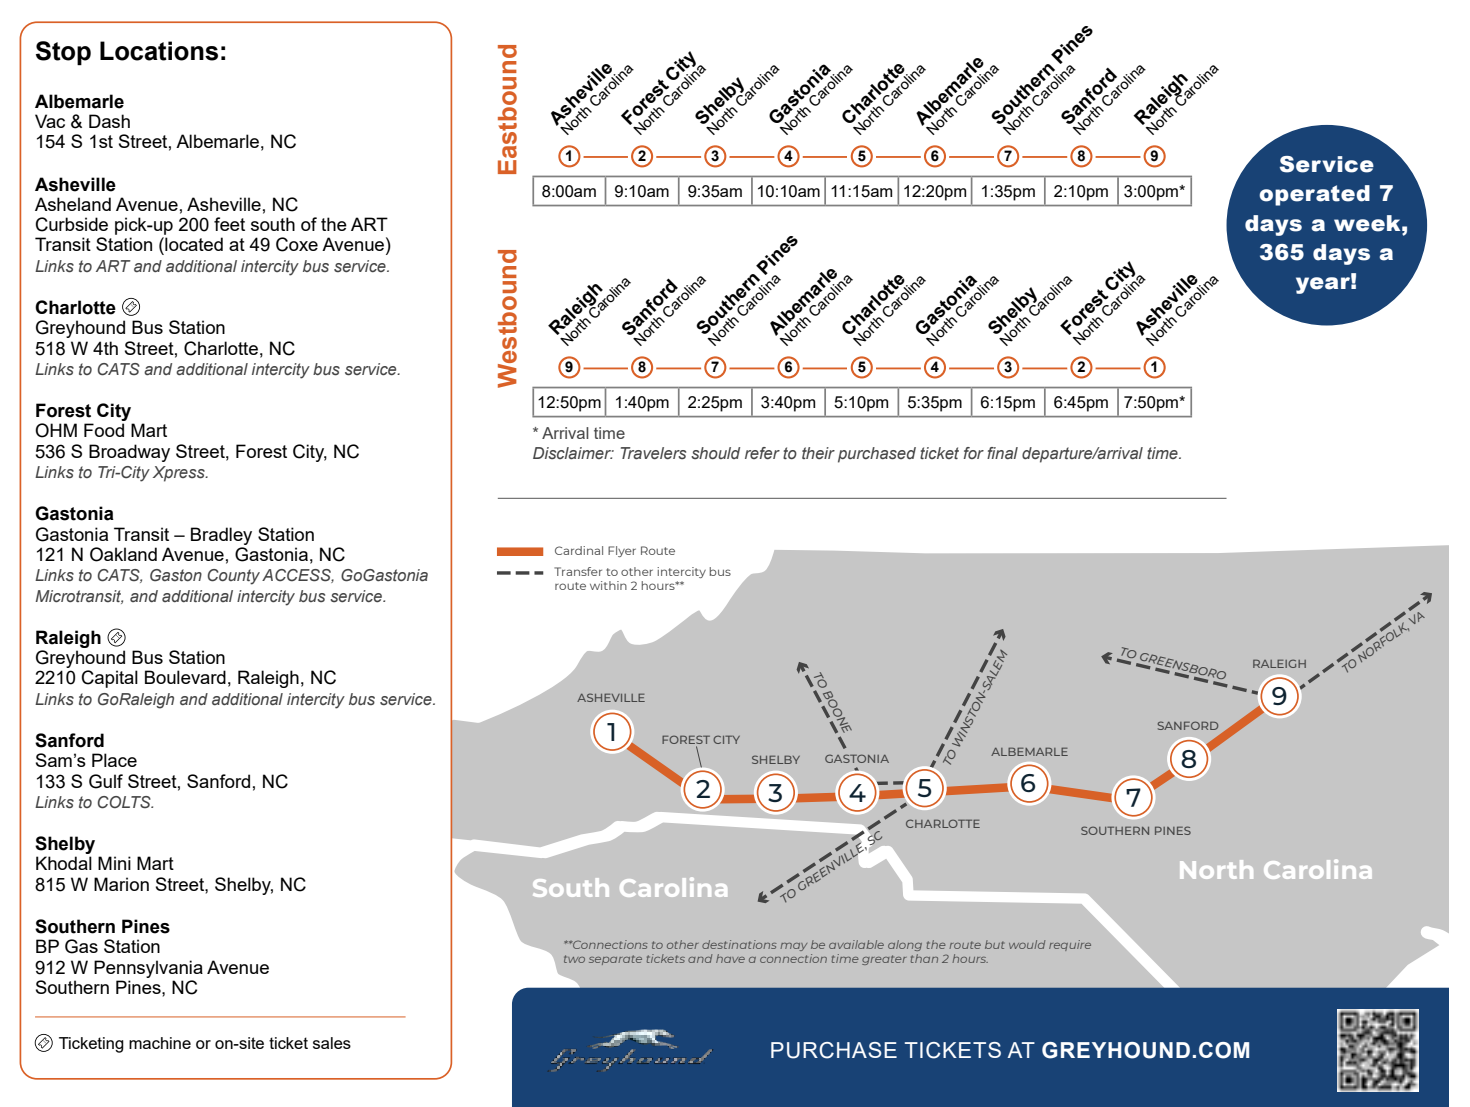 Stop Locations:
Albemarle
Vac & Dash
154 S 1st Street, Albemarle, NC
Asheville
Asheland Avenue, Asheville, NC
Curbside pick-up 200 feet south of the ART
Transit Station (located at 49 Coxe Avenue)
Links to ART and additional intercity bus service.
Charlotte
Greyhound Bus Station
518 W 4th Street, Charlotte, NC
Links to CATS and additional intercity bus service.
Forest City
OHM Food Mart
536 S Broadway Street, Forest City, NC
Links to Tri-City Xpress.
Gastonia
Gastonia Transit – Bradley Station
121 N Oakland Avenue, Gastonia, NC
Links to CATS, Gaston County ACCESS, GoGastonia
Microtransit, and additional intercity bus service.
Raleigh
Greyhound Bus Station
2210 Capital Boulevard, Raleigh, NC
Links to GoRaleigh and additional intercity bus service.
Sanford
Sam's Place
133 S Gulf Street, Sanford, NC
Links to COLTS.
Shelby
Khodal Mini Mart
815 W Marion Street, Shelby, NC
Southern Pines
BP Gas Station
912 W Pennsylvania Avenue
Southern Pines, NC
Ticketing machine or on-site ticket sales
Eastbound
Asheville
North Carolina
Forest City
North Carolina
Shelby
North Carolina
Gastonia
North Carolina
Charlotte
North Carolina
Albemarle
North Carolina
Southern Pines
North Carolina
Sanford
North Carolina
Raleigh
North Carolina
1 2 3 4 5 6 7 8 9
8:00am 9:10am 9:35am 10:10am 11:15am 12:20pm 1:35pm 2:10pm 3:00pm*
Westbound
Raleigh
North Carolina
Sanford
North Carolina
Southern Pines
North Carolina
Albemarle
North Carolina
Charlotte
North Carolina
Gastonia
North Carolina
Shelby
North Carolina
Forest City
North Carolina
Asheville
North Carolina
9 8 7 6 5 4 3 2 1
12:50pm 1:40pm 2:25pm 3:40pm 5:10pm 5:35pm 6:15pm 6:45pm 7:50pm*
* Arrival time
Disclaimer: Travelers should refer to their purchased ticket for final departure/arrival time.
Service
operated 7
days a week,
365 days a
year!
Cardinal Flyer Route
Transfer to other intercity bus
route within 2 hours**
ASHEVILLE
1
FOREST CITY
2
SHELBY
3
GASTONIA
4
5
CHARLOTTE
ALBEMARLE
6
7
SOUTHERN PINES
SANFORD
8
RALEIGH
9
TO BOONE
TO WINSTON-SALEM
TO GREENSBORO
TO NORFOLK, VA
TO GREENVILLE, SC
South Carolina
North Carolina
**Connections to other destinations may be available along the route but would require
two separate tickets and have a connection time greater than 2 hours.
Greyhound
PURCHASE TICKETS AT GREYHOUND.COM